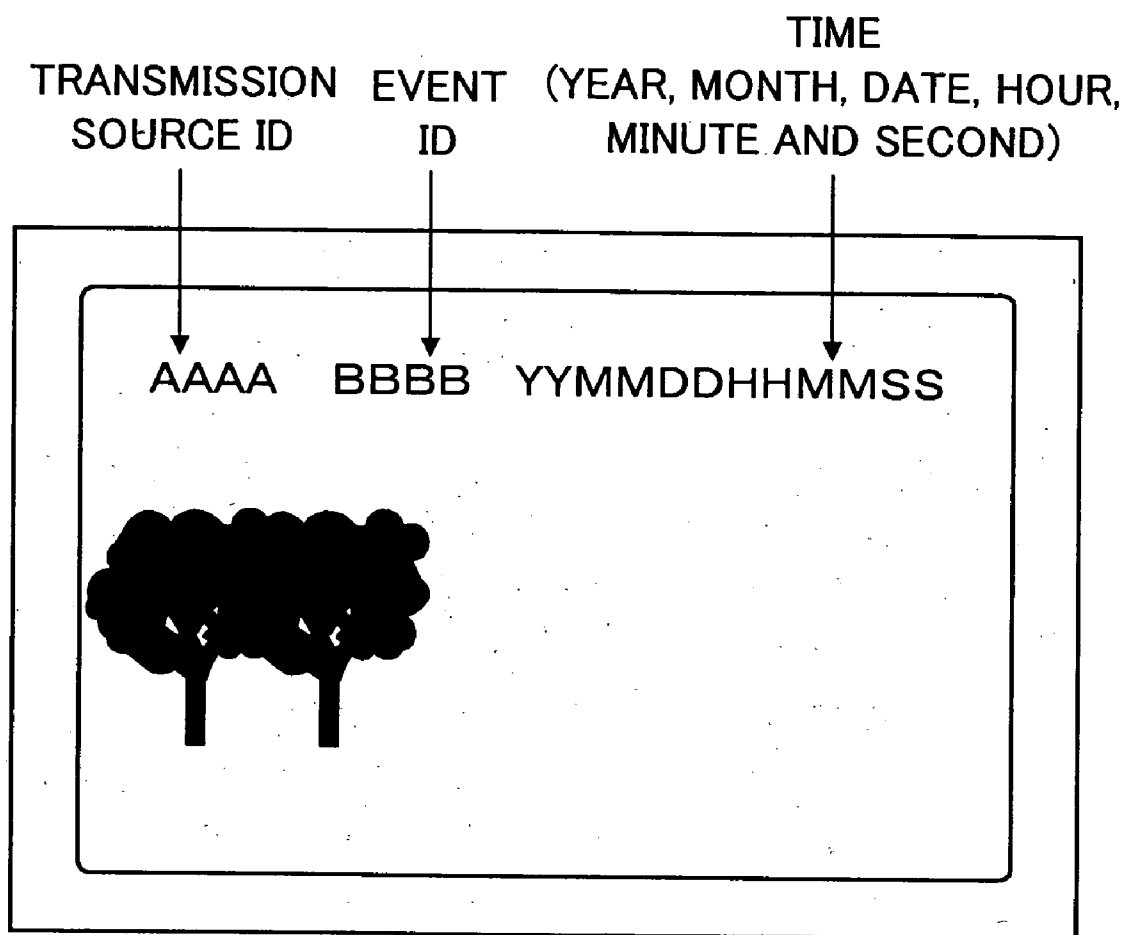 TRANSMISSION
SOURCE ID
EVENT
ID
TIME
(YEAR, MONTH, DATE, HOUR,
MINUTE AND SECOND)
AAAA BBBB YYMMDDHHMMSS